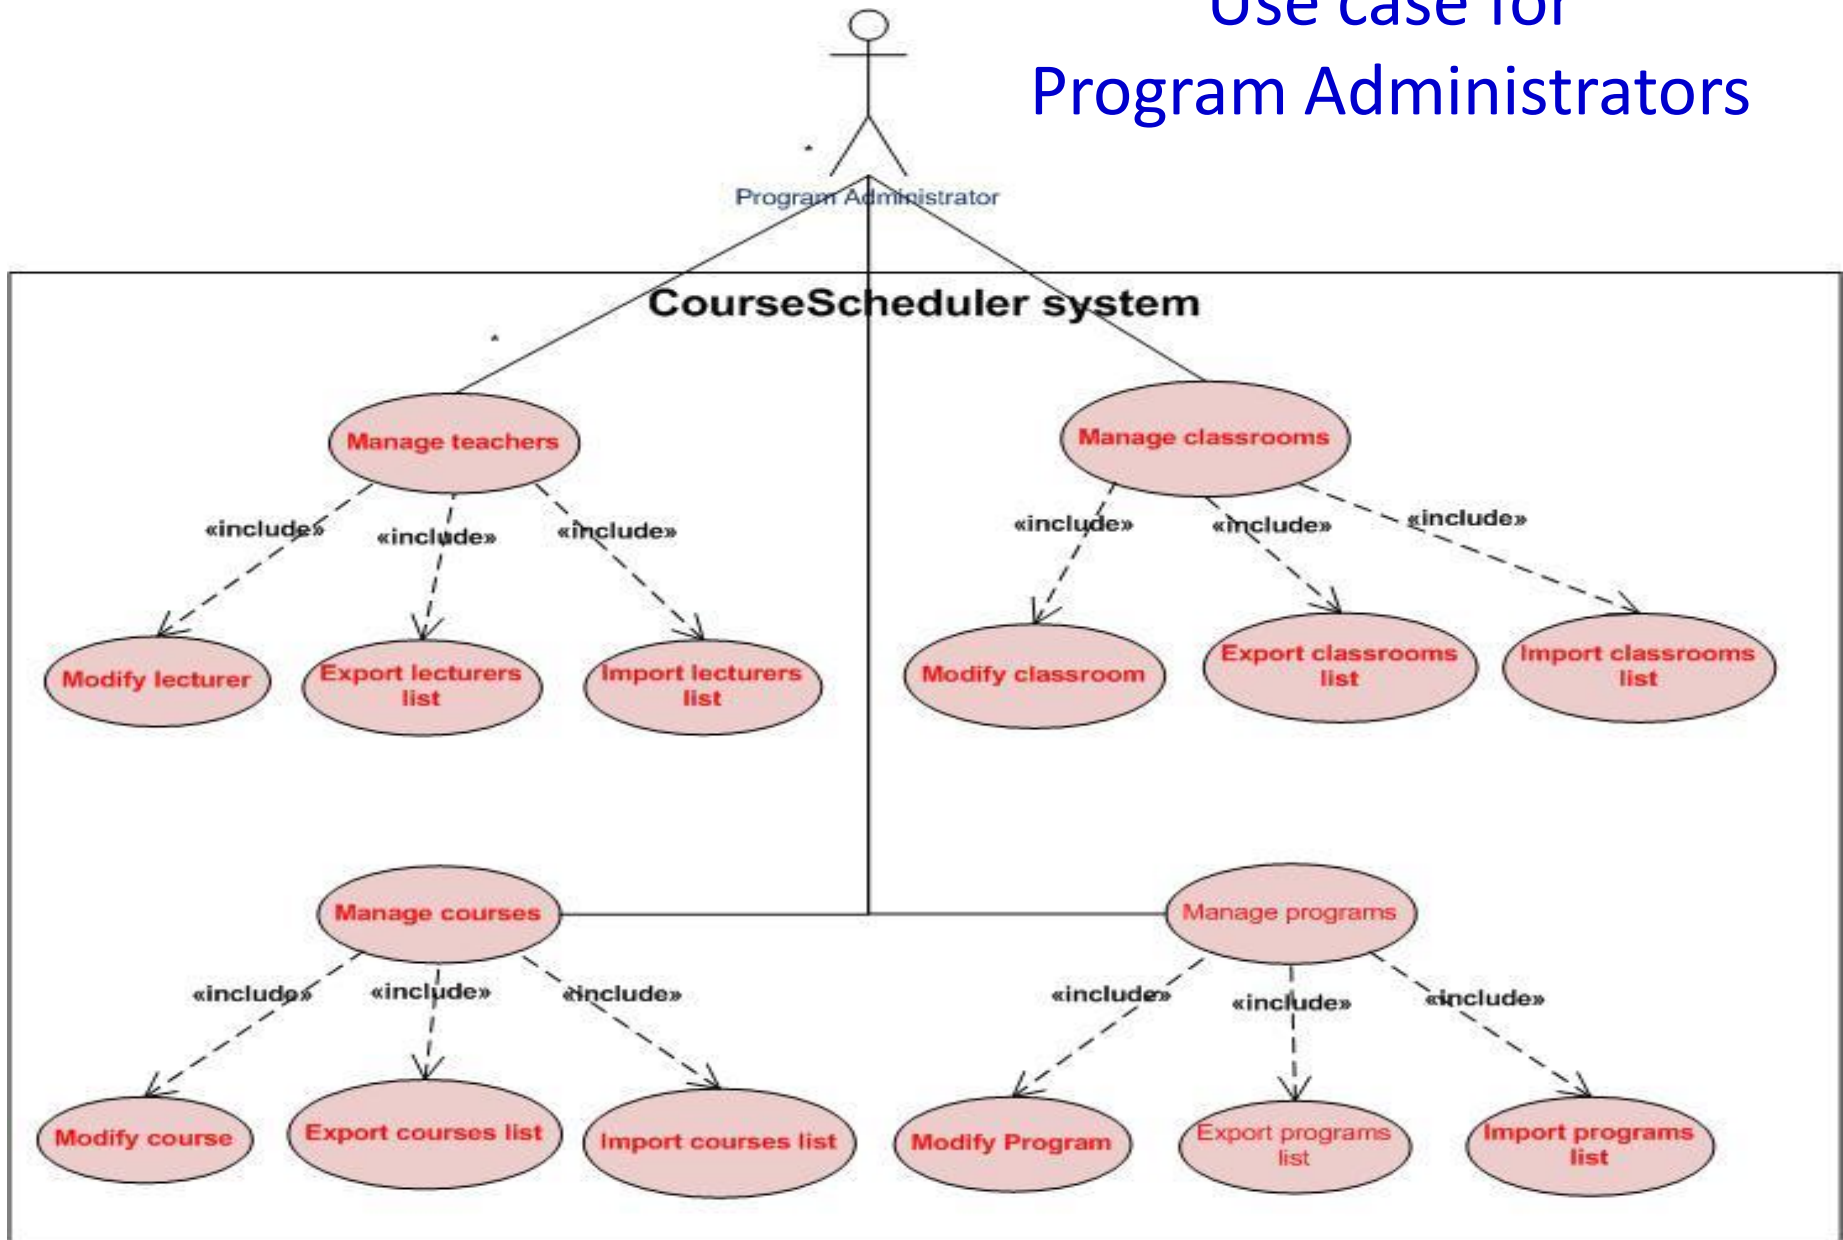 Use case for
Program Administrators
*
Program Administrator
CourseScheduler system
*
Manage teachers
Manage classrooms
«include»
«include»
«include»
«include»
«include»
«include»
Modify lecturer
Export lecturers
list
Import lecturers
list
Modify classroom
Export classrooms
list
Import classrooms
list
Manage courses
Manage programs
«include»
«include»
«include»
«include»
«include»
«include»
Modify course
Export courses list
Import courses list
Modify Program
Export programs
list
Import programs
list